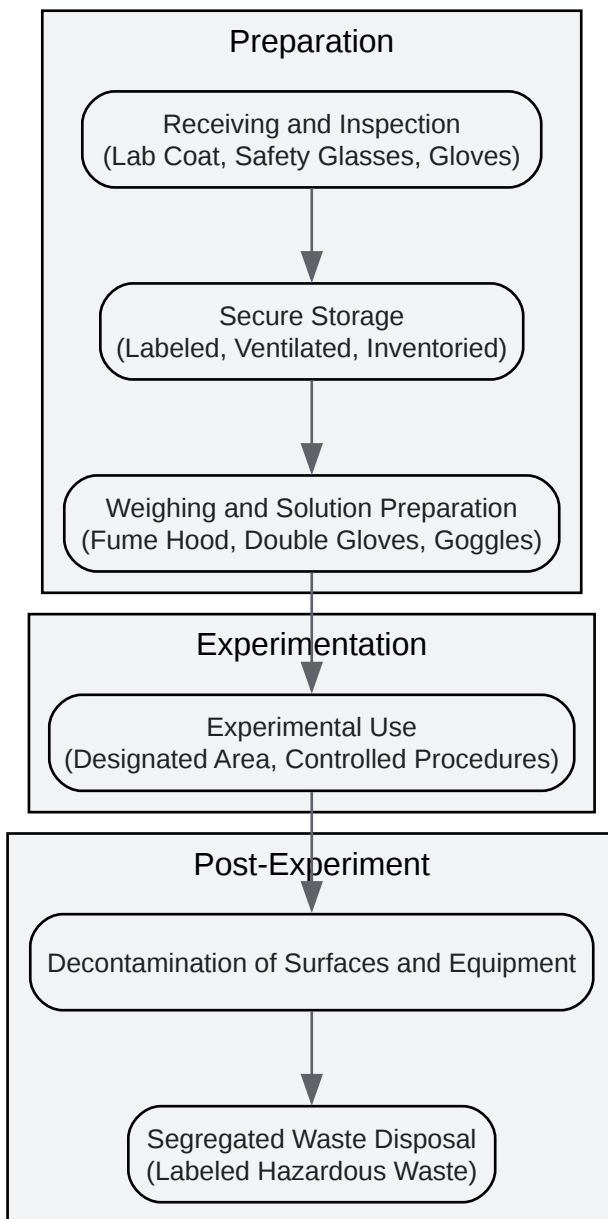 Preparation
Receiving and Inspection
(Lab Coat, Safety Glasses, Gloves)
Secure Storage
(Labeled, Ventilated, Inventoried)
Weighing and Solution Preparation
(Fume Hood, Double Gloves, Goggles)
Experimentation
Experimental Use
(Designated Area, Controlled Procedures)
Post-Experiment
Decontamination of Surfaces and Equipment
Segregated Waste Disposal
(Labeled Hazardous Waste)